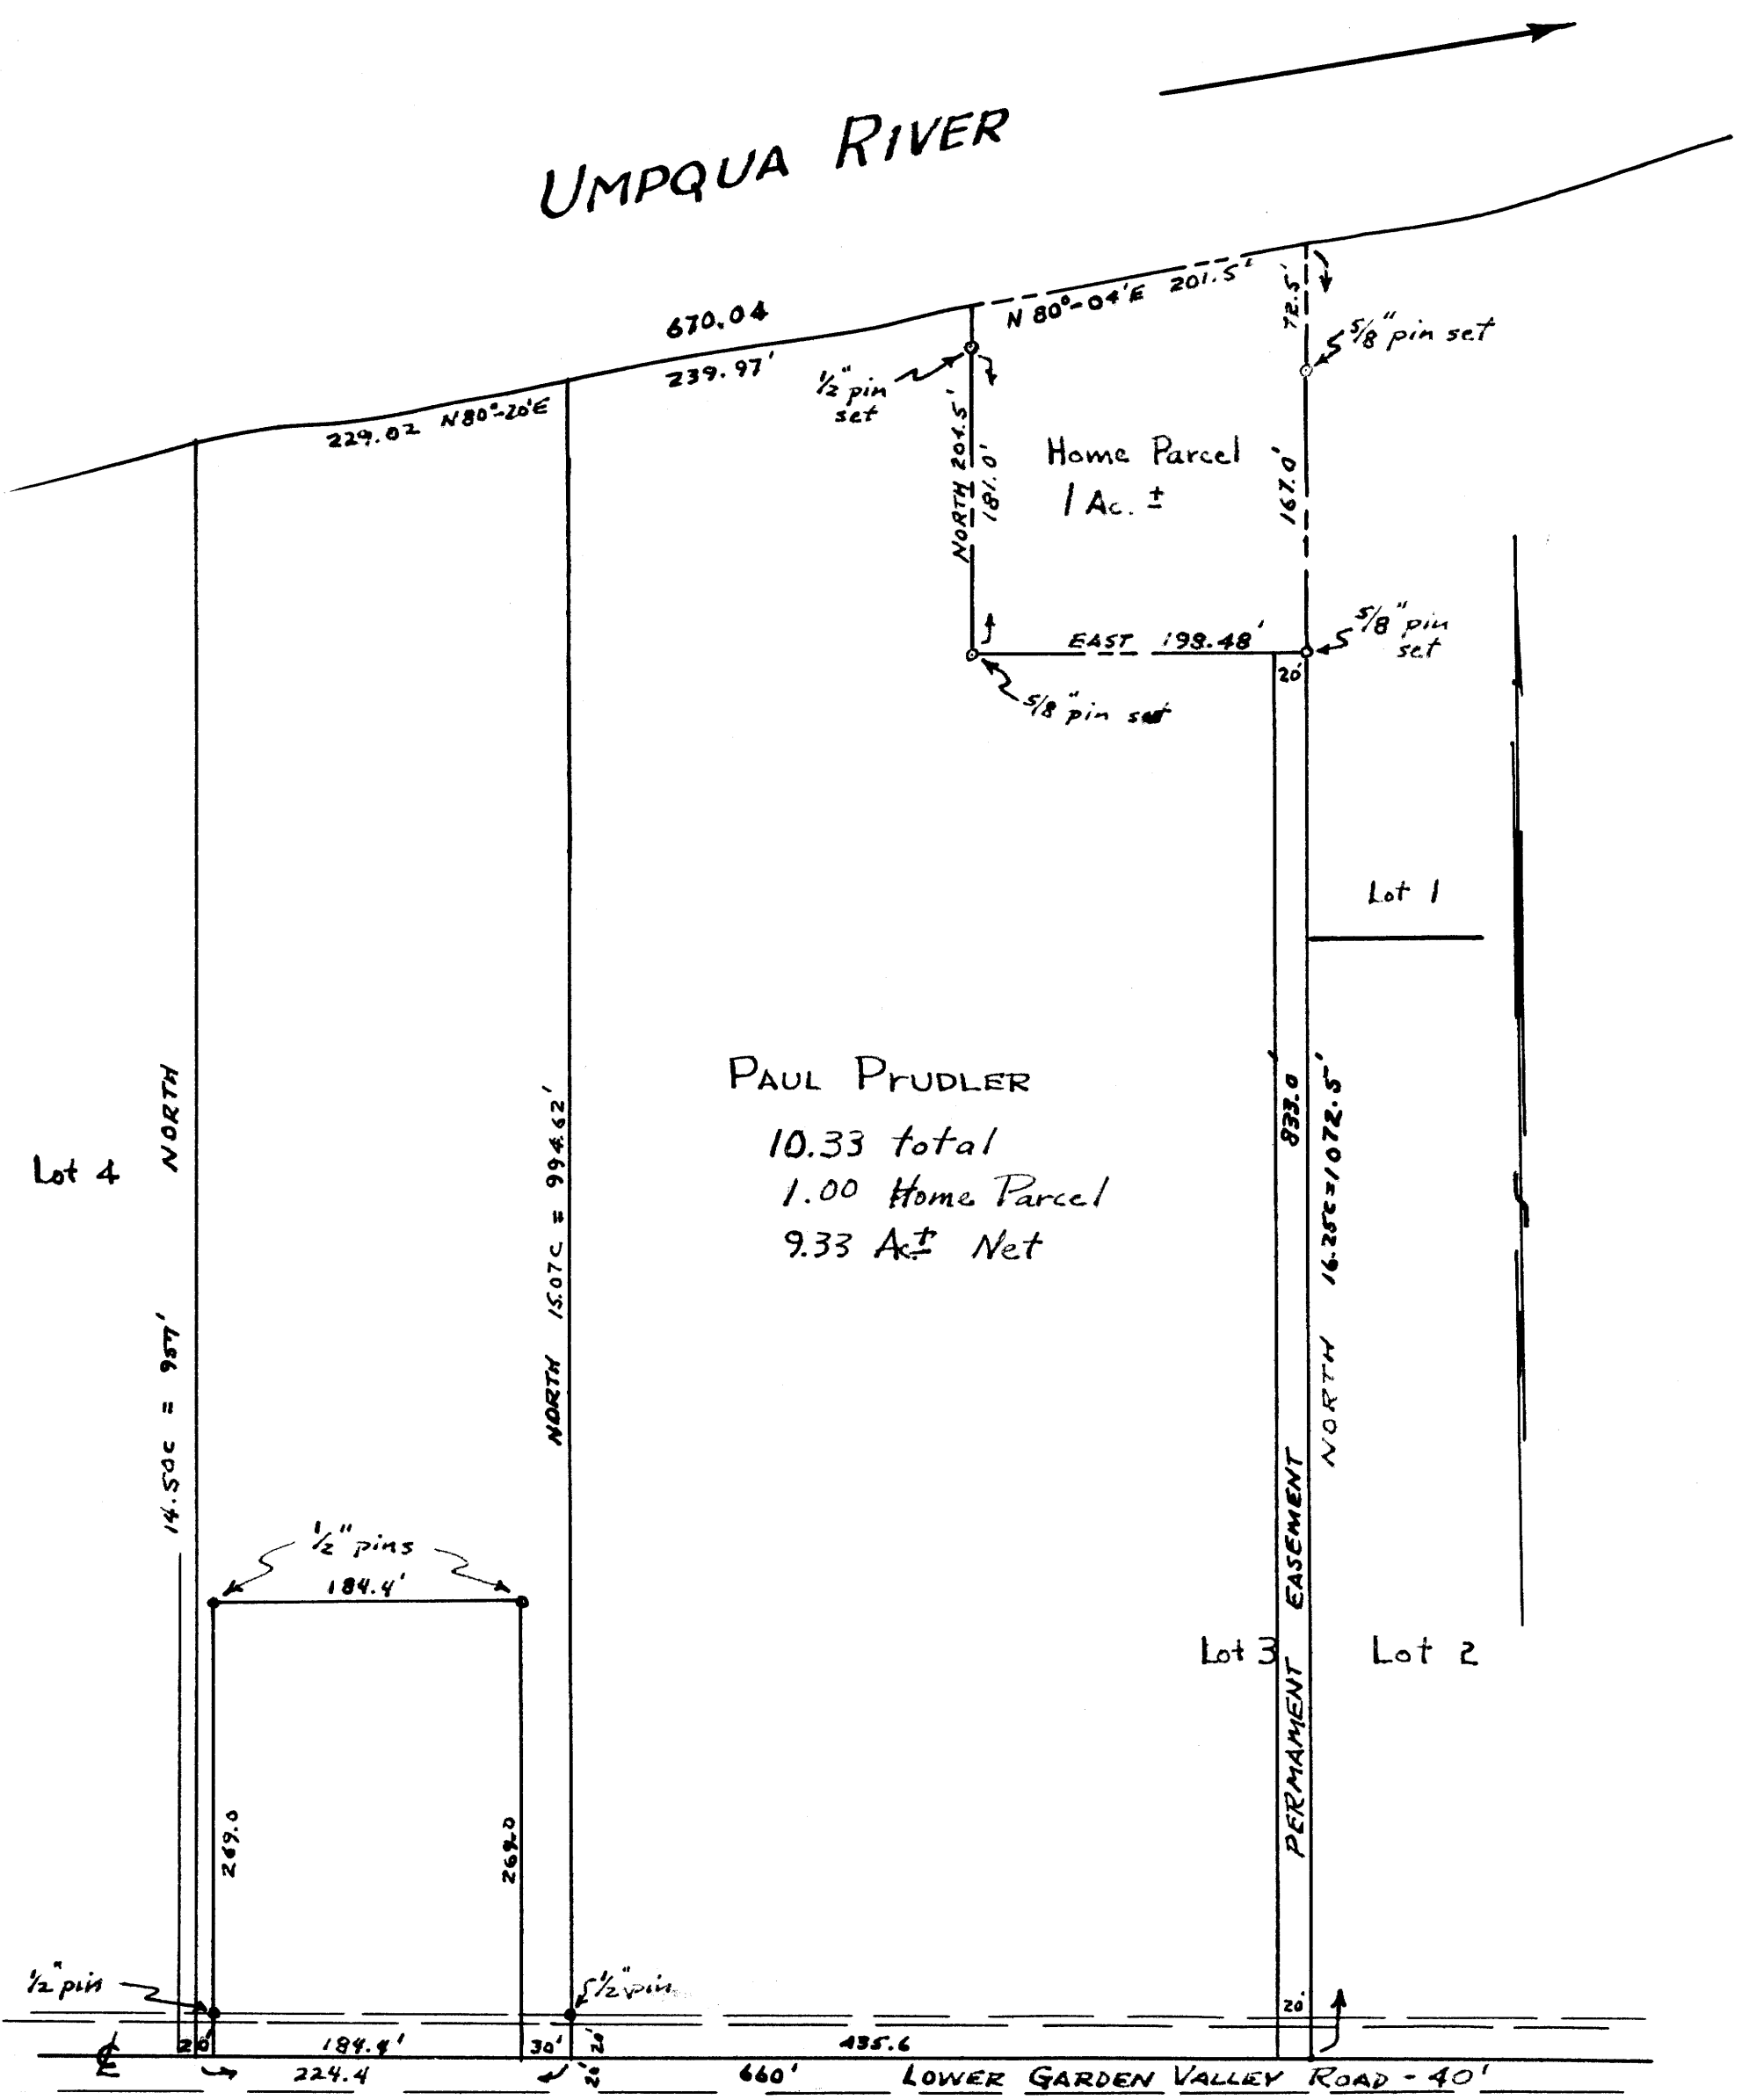 UMPQUA RIVER
670.04
239.97'
229.02 N80°-20'E
N 80°-04'E 201.5'
72.5'
5/8" pin set
1/2" pin
set
NORTH 204.5'
181.0'
Home Parcel
1 Ac. ±
167.0'
5/8" pin
set
EAST 198.48'
20'
5/8" pin set
Lot 1
PAUL PRUDLER
10.33 total
1.00 Home Parcel
9.33 Ac± Net
Lot 4
NORTH
14.50c = 957'
NORTH 15.07c = 994.62'
833.0'
NORTH 16.25c=1072.5'
PERMAMENT EASEMENT
Lot 3
Lot 2
1/2" pins
184.4'
269.0
269.0
1/2" pin
1/2" pin
20'
20'
184.4'
30'
20'
435.6
℄
224.4
20'
660'
LOWER GARDEN VALLEY ROAD - 40'